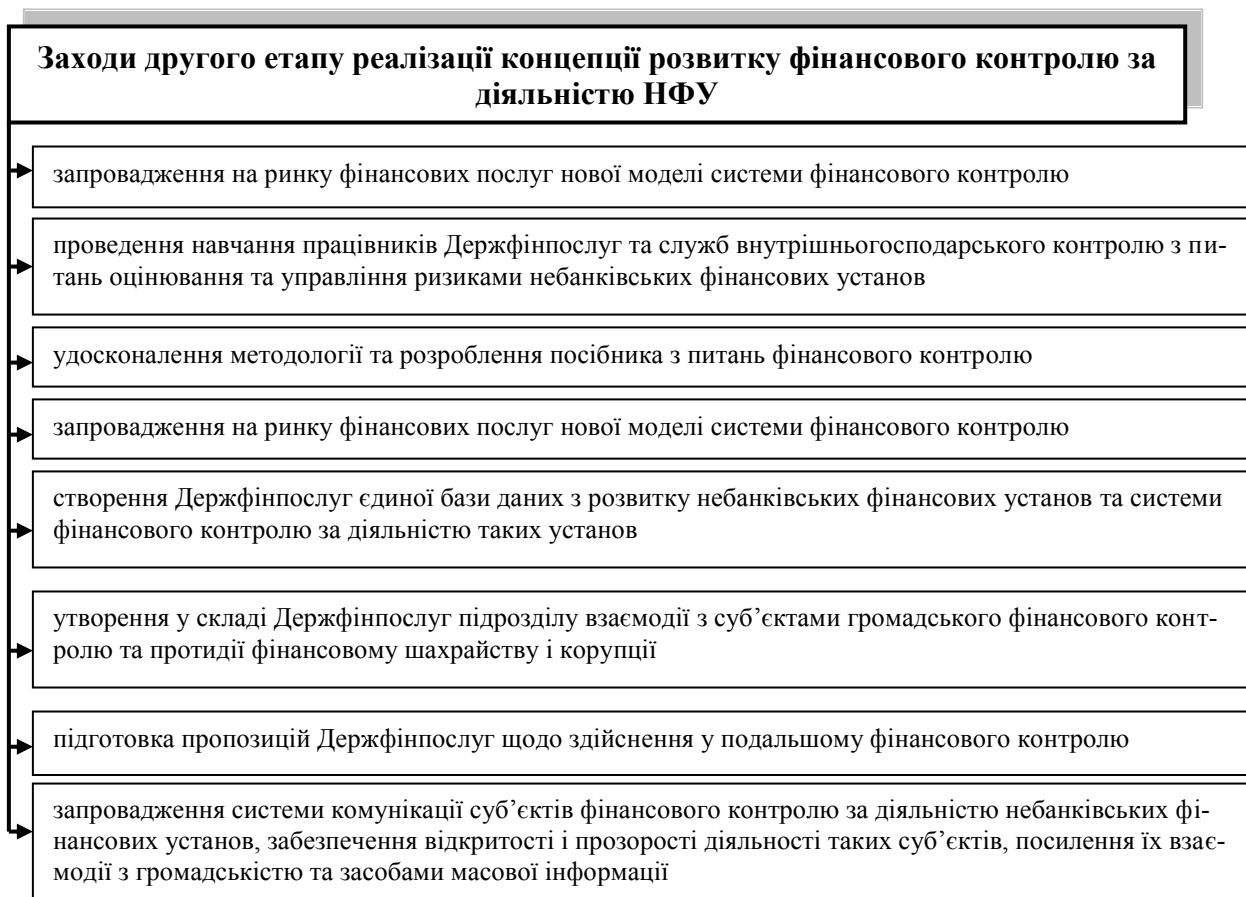 Заходи другого етапу реалізації концепції розвитку фінансового контролю за
діяльністю НФУ
запровадження на ринку фінансових послуг нової моделі системи фінансового контролю
проведення навчання працівників Держфінпослуг та служб внутрішньогосподарського контролю з пи-
тань оцінювання та управління ризиками небанківських фінансових установ
удосконалення методології та розроблення посібника з питань фінансового контролю
запровадження на ринку фінансових послуг нової моделі системи фінансового контролю
створення Держфінпослуг єдиної бази даних з розвитку небанківських фінансових установ та системи
фінансового контролю за діяльністю таких установ
утворення у складі Держфінпослуг підрозділу взаємодії з суб’єктами громадського фінансового конт-
ролю та протидії фінансовому шахрайству і корупції
підготовка пропозицій Держфінпослуг щодо здійснення у подальшому фінансового контролю
запровадження системи комунікації суб’єктів фінансового контролю за діяльністю небанківських фі-
нансових установ, забезпечення відкритості і прозорості діяльності таких суб’єктів, посилення їх взає-
модії з громадськістю та засобами масової інформації